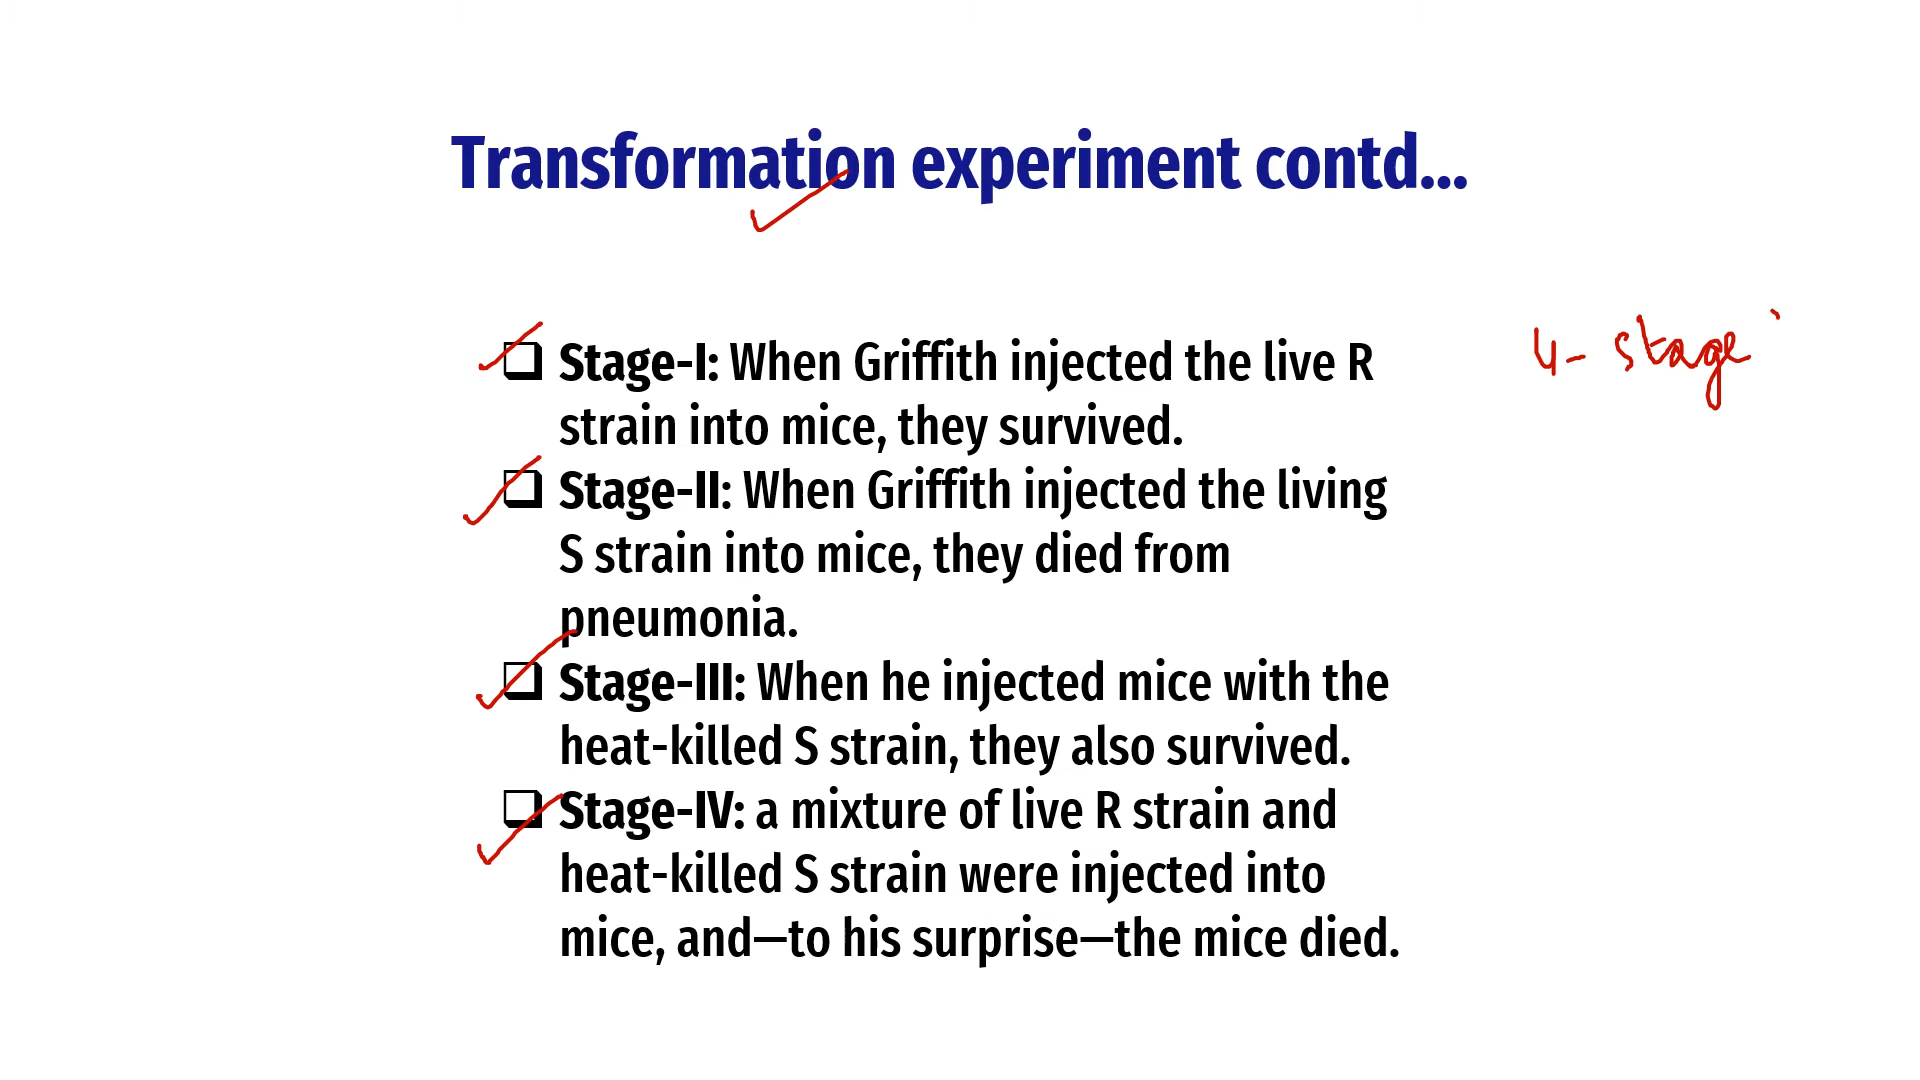 Transformation experiment contd...
4- stage
Stage-I: When Griffith injected the live R
strain into mice, they survived.
Stage-II: When Griffith injected the living
S strain into mice, they died from
pneumonia.
Stage-III: When he injected mice with the
heat-killed S strain, they also survived.
Stage-IV: a mixture of live R strain and
heat-killed S strain were injected into
mice, and—to his surprise—the mice died.